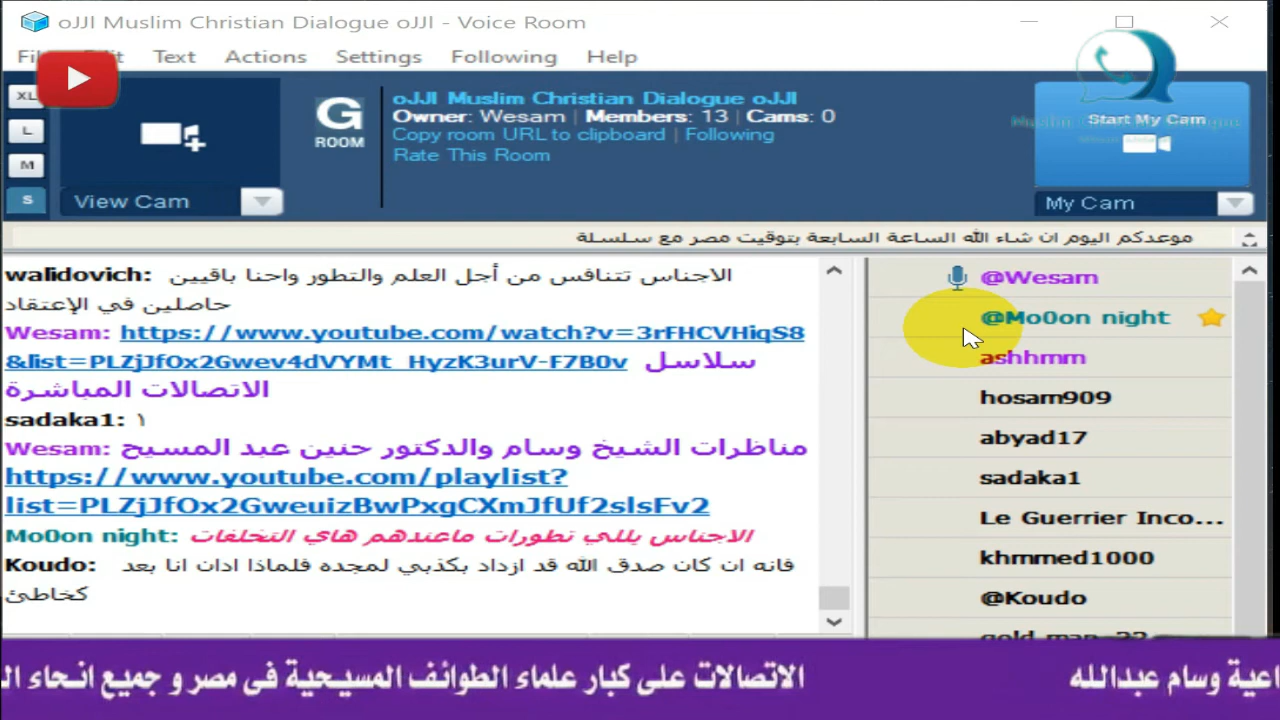 oJJl Muslim Christian Dialogue oJJl - Voice Room
Text Actions Settings Following Help
XL
L
M
S
View Cam
G
ROOM
oJJl Muslim Christian Dialogue oJJl
Owner: Wesam | Members: 13 | Cams: 0
Copy room URL to clipboard | Following
Rate This Room
Start My Cam
My Cam
موعدكم اليوم ان شاء الله الساعة السابعة بتوقيت مصر مع سلسلة
walidovich: الاجناس تتنافس من أجل العلم والتطور واحنا باقيين
حاصلين في الإعتقاد
Wesam: https://www.youtube.com/watch?v=3rFHCVHiqS8
&list=PLZjJfOx2Gwev4dVYMt_HyzK3urV-F7B0v سلاسل
الاتصالات المباشرة
sadaka1: ١
Wesam: مناظرات الشيخ وسام والدكتور حنين عبد المسيح
https://www.youtube.com/playlist?
list=PLZjJfOx2GweuizBwPxgCXmJfUf2slsFv2
Mo0on night: الاجناس يللي تطورات ماعندهم هاي التخلفات
Koudo: فانه ان كان صدق الله قد ازداد بكذبي لمجده فلماذا ادان انا بعد
كخاطئ
@Wesam
@Mo0on night
ashhmm
hosam909
abyad17
sadaka1
Le Guerrier Inco...
khmmed1000
@Koudo
الاتصالات على كبار علماء الطوائف المسيحية فى مصر و جميع انحاء
وسام عبدالله